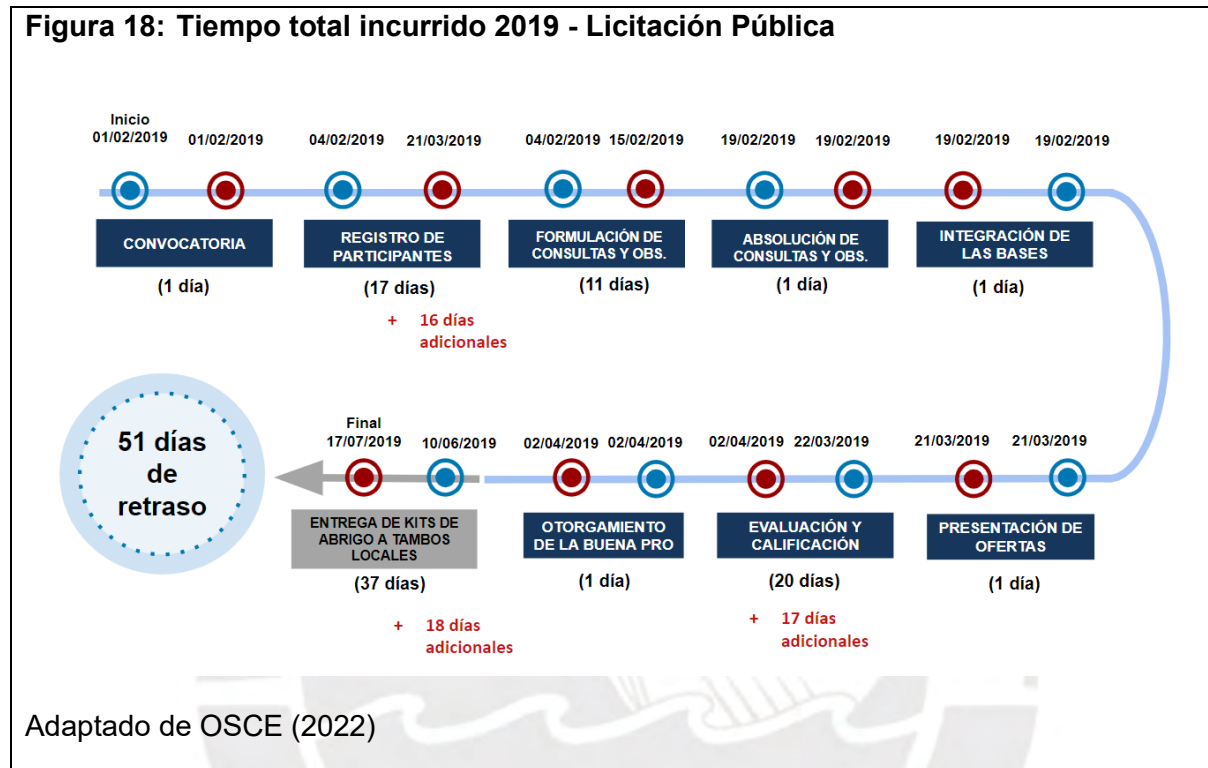 Figura 18: Tiempo total incurrido 2019 - Licitación Pública
Inicio
01/02/2019
01/02/2019
04/02/2019
21/03/2019
04/02/2019
15/02/2019
19/02/2019
19/02/2019
19/02/2019
19/02/2019
CONVOCATORIA
(1 día)
REGISTRO DE
PARTICIPANTES
(17 días)
+ 16 días
adicionales
FORMULACIÓN DE
CONSULTAS Y OBS.
(11 días)
ABSOLUCIÓN DE
CONSULTAS Y OBS.
(1 día)
INTEGRACIÓN DE
LAS BASES
(1 día)
51 días
de
retraso
Final
17/07/2019
10/06/2019
02/04/2019
02/04/2019
02/04/2019
22/03/2019
21/03/2019
21/03/2019
ENTREGA DE KITS DE
ABRIGO A TAMBOS
LOCALES
(37 días)
+ 18 días
adicionales
OTORGAMIENTO
DE LA BUENA PRO
(1 día)
EVALUACIÓN Y
CALIFICACIÓN
(20 días)
+ 17 días
adicionales
PRESENTACIÓN DE
OFERTAS
(1 día)
Adaptado de OSCE (2022)